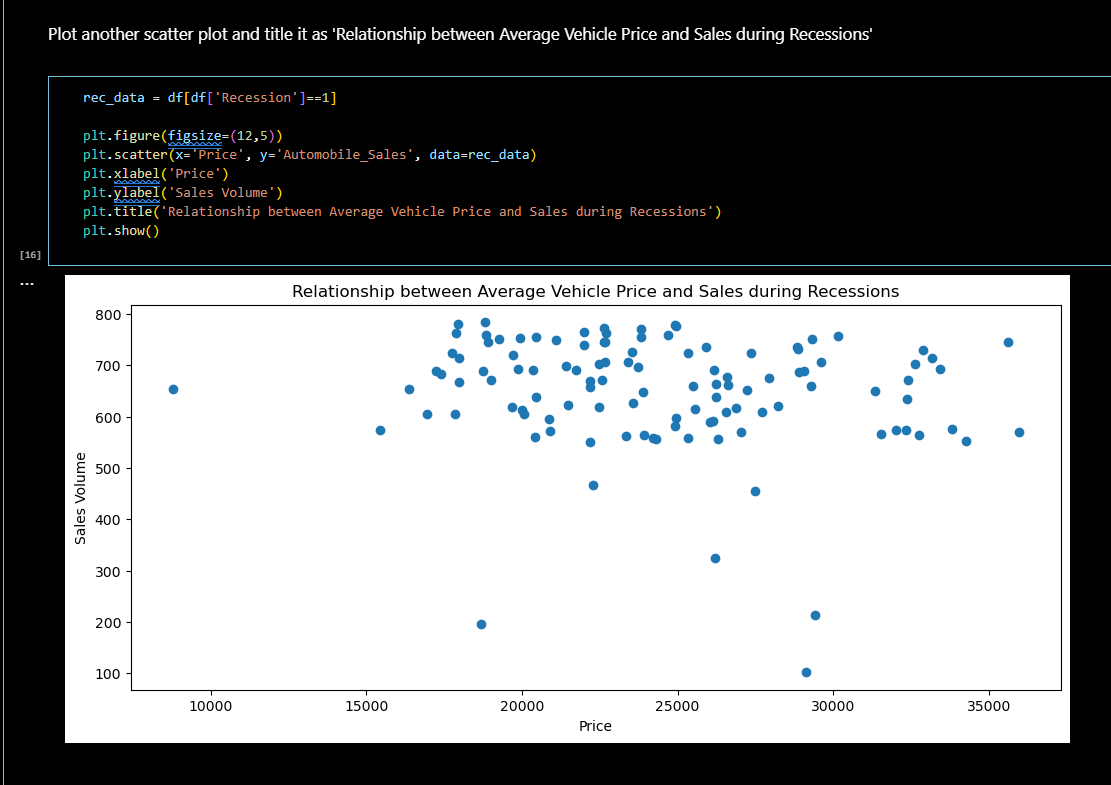 Plot another scatter plot and title it as 'Relationship between Average Vehicle Price and Sales during Recessions'
rec_data = df[df['Recession']==1]
plt.figure(figsize=(12,5))
plt.scatter(x='Price', y='Automobile_Sales', data=rec_data)
plt.xlabel('Price')
plt.ylabel('Sales Volume')
plt.title('Relationship between Average Vehicle Price and Sales during Recessions')
plt.show()
[16]
...
Relationship between Average Vehicle Price and Sales during Recessions
800
700
600
500
400
300
200
100
Sales Volume
10000 15000 20000 25000 30000 35000
Price